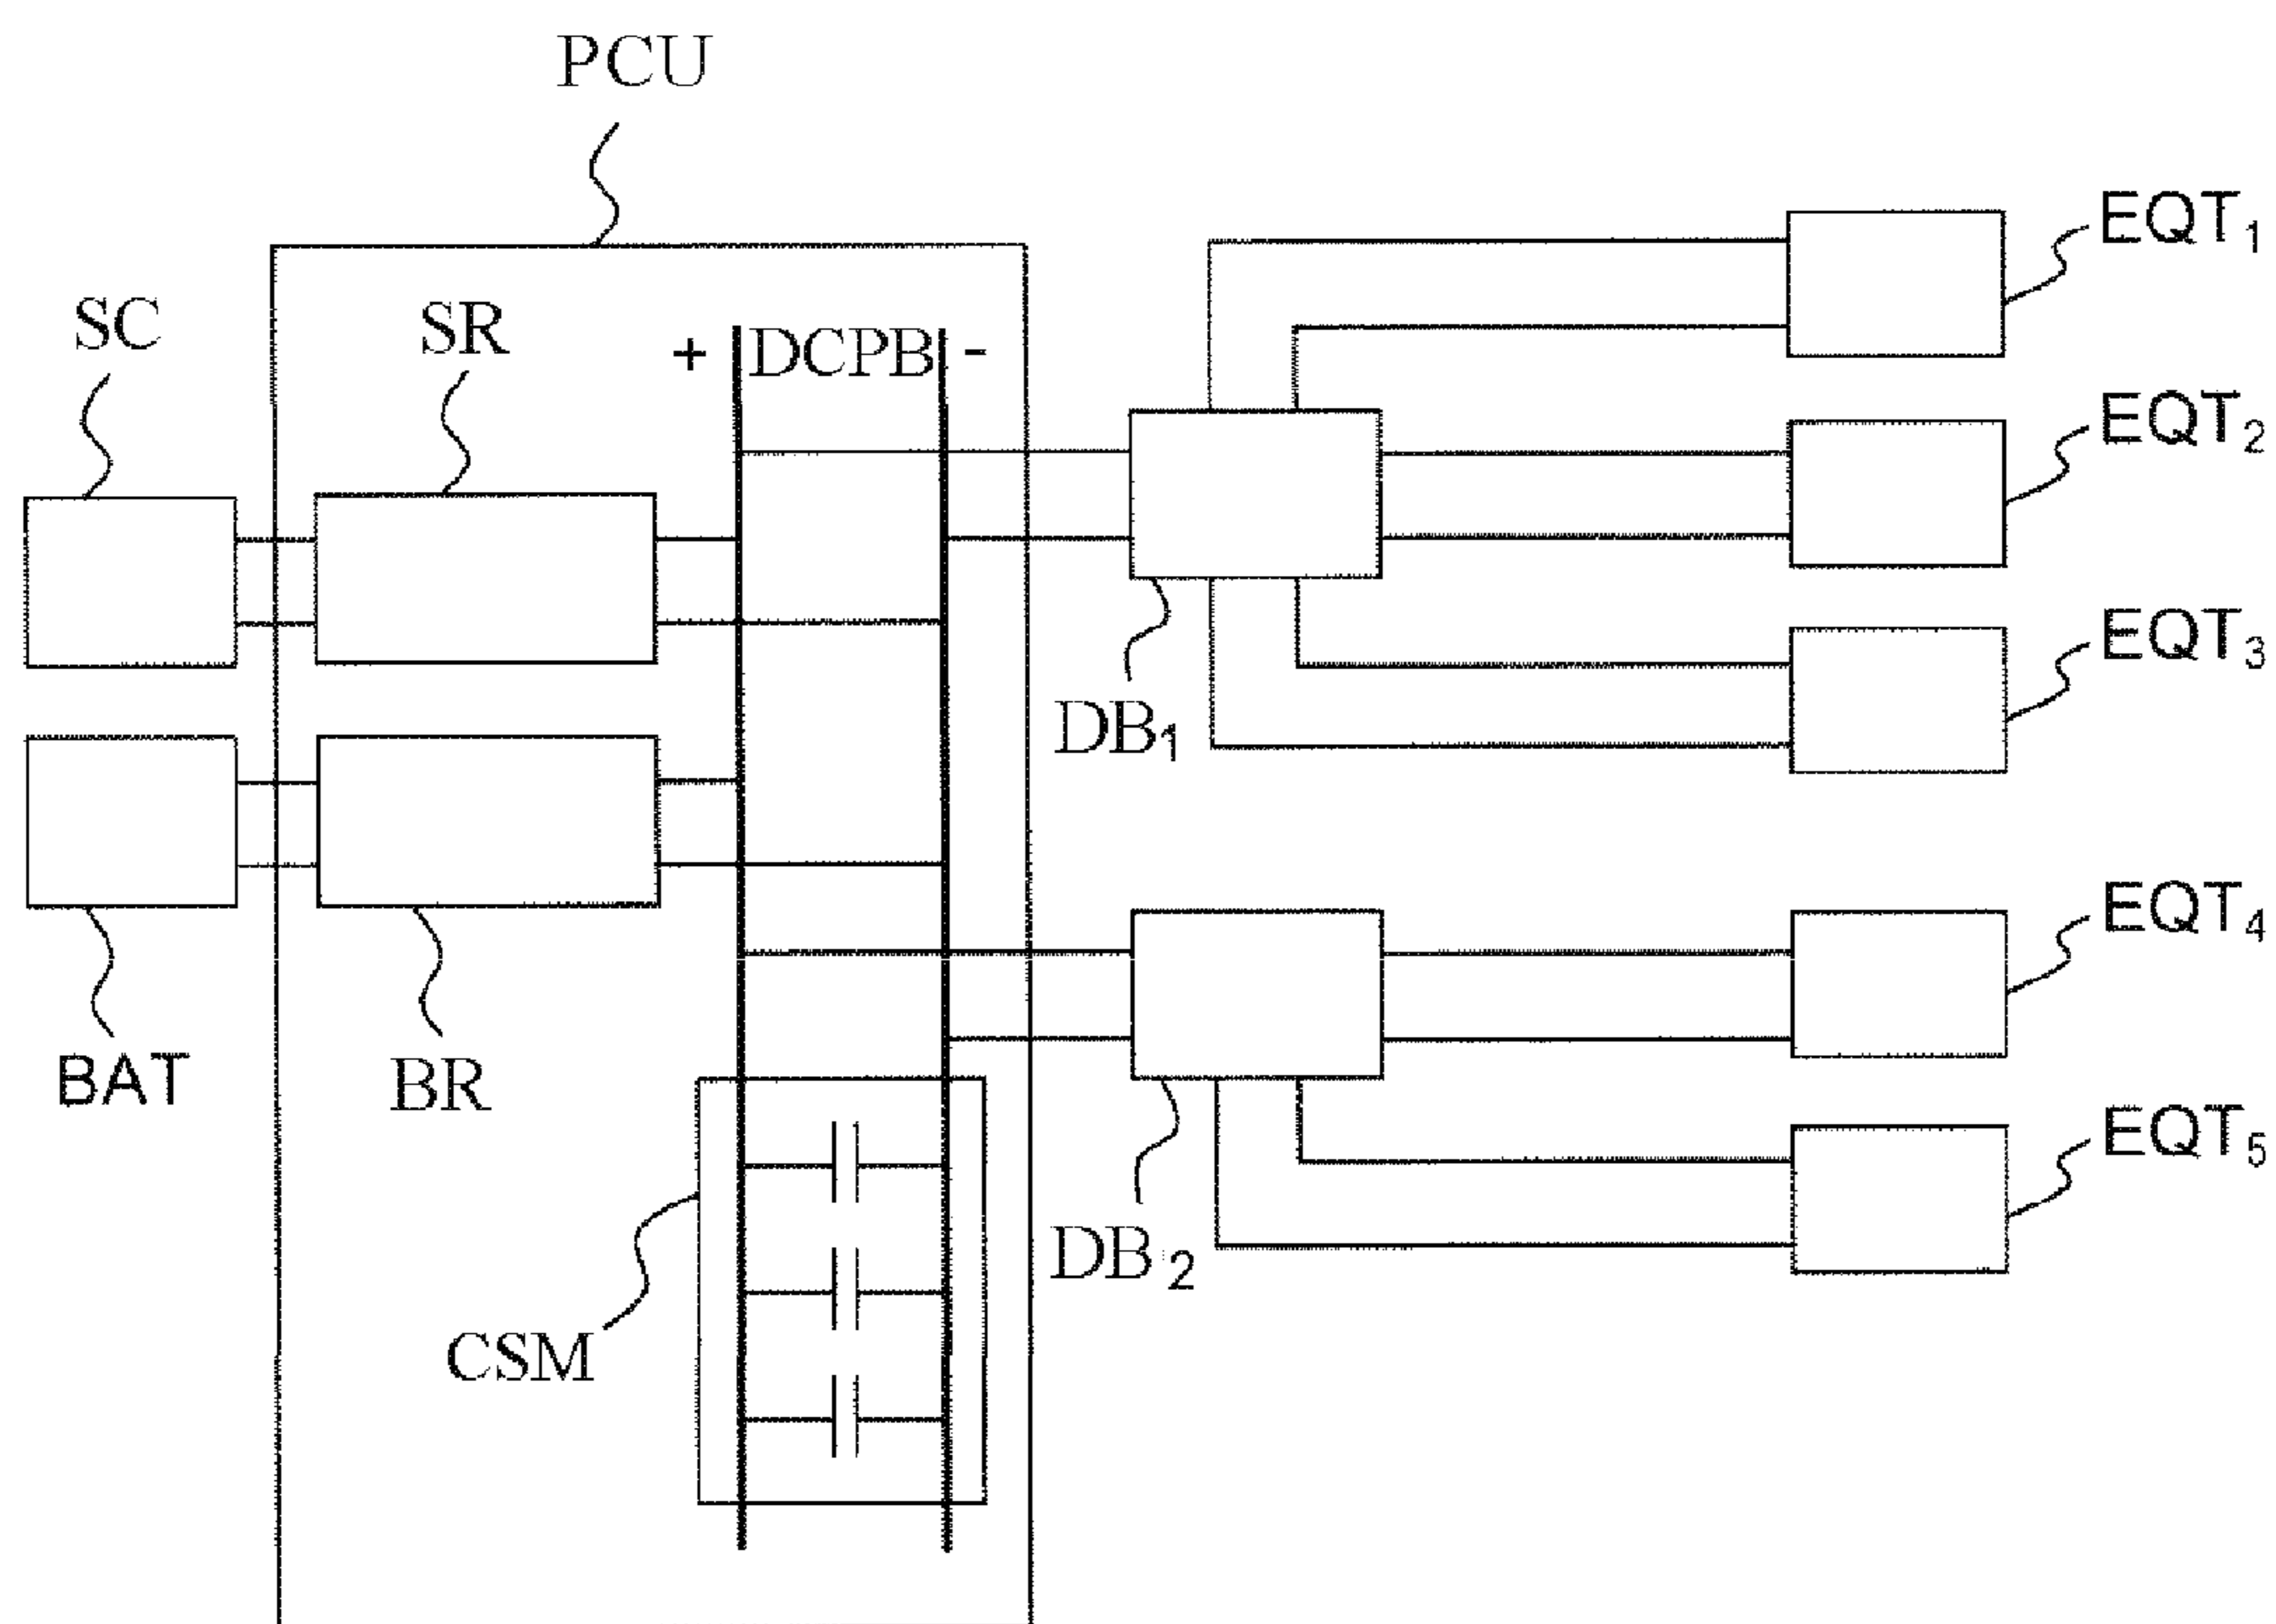 PCU
EQT1
SC
SR
+ DCPB -
EQT2
EQT3
DB1
EQT4
BAT
BR
EQT5
DB2
CSM